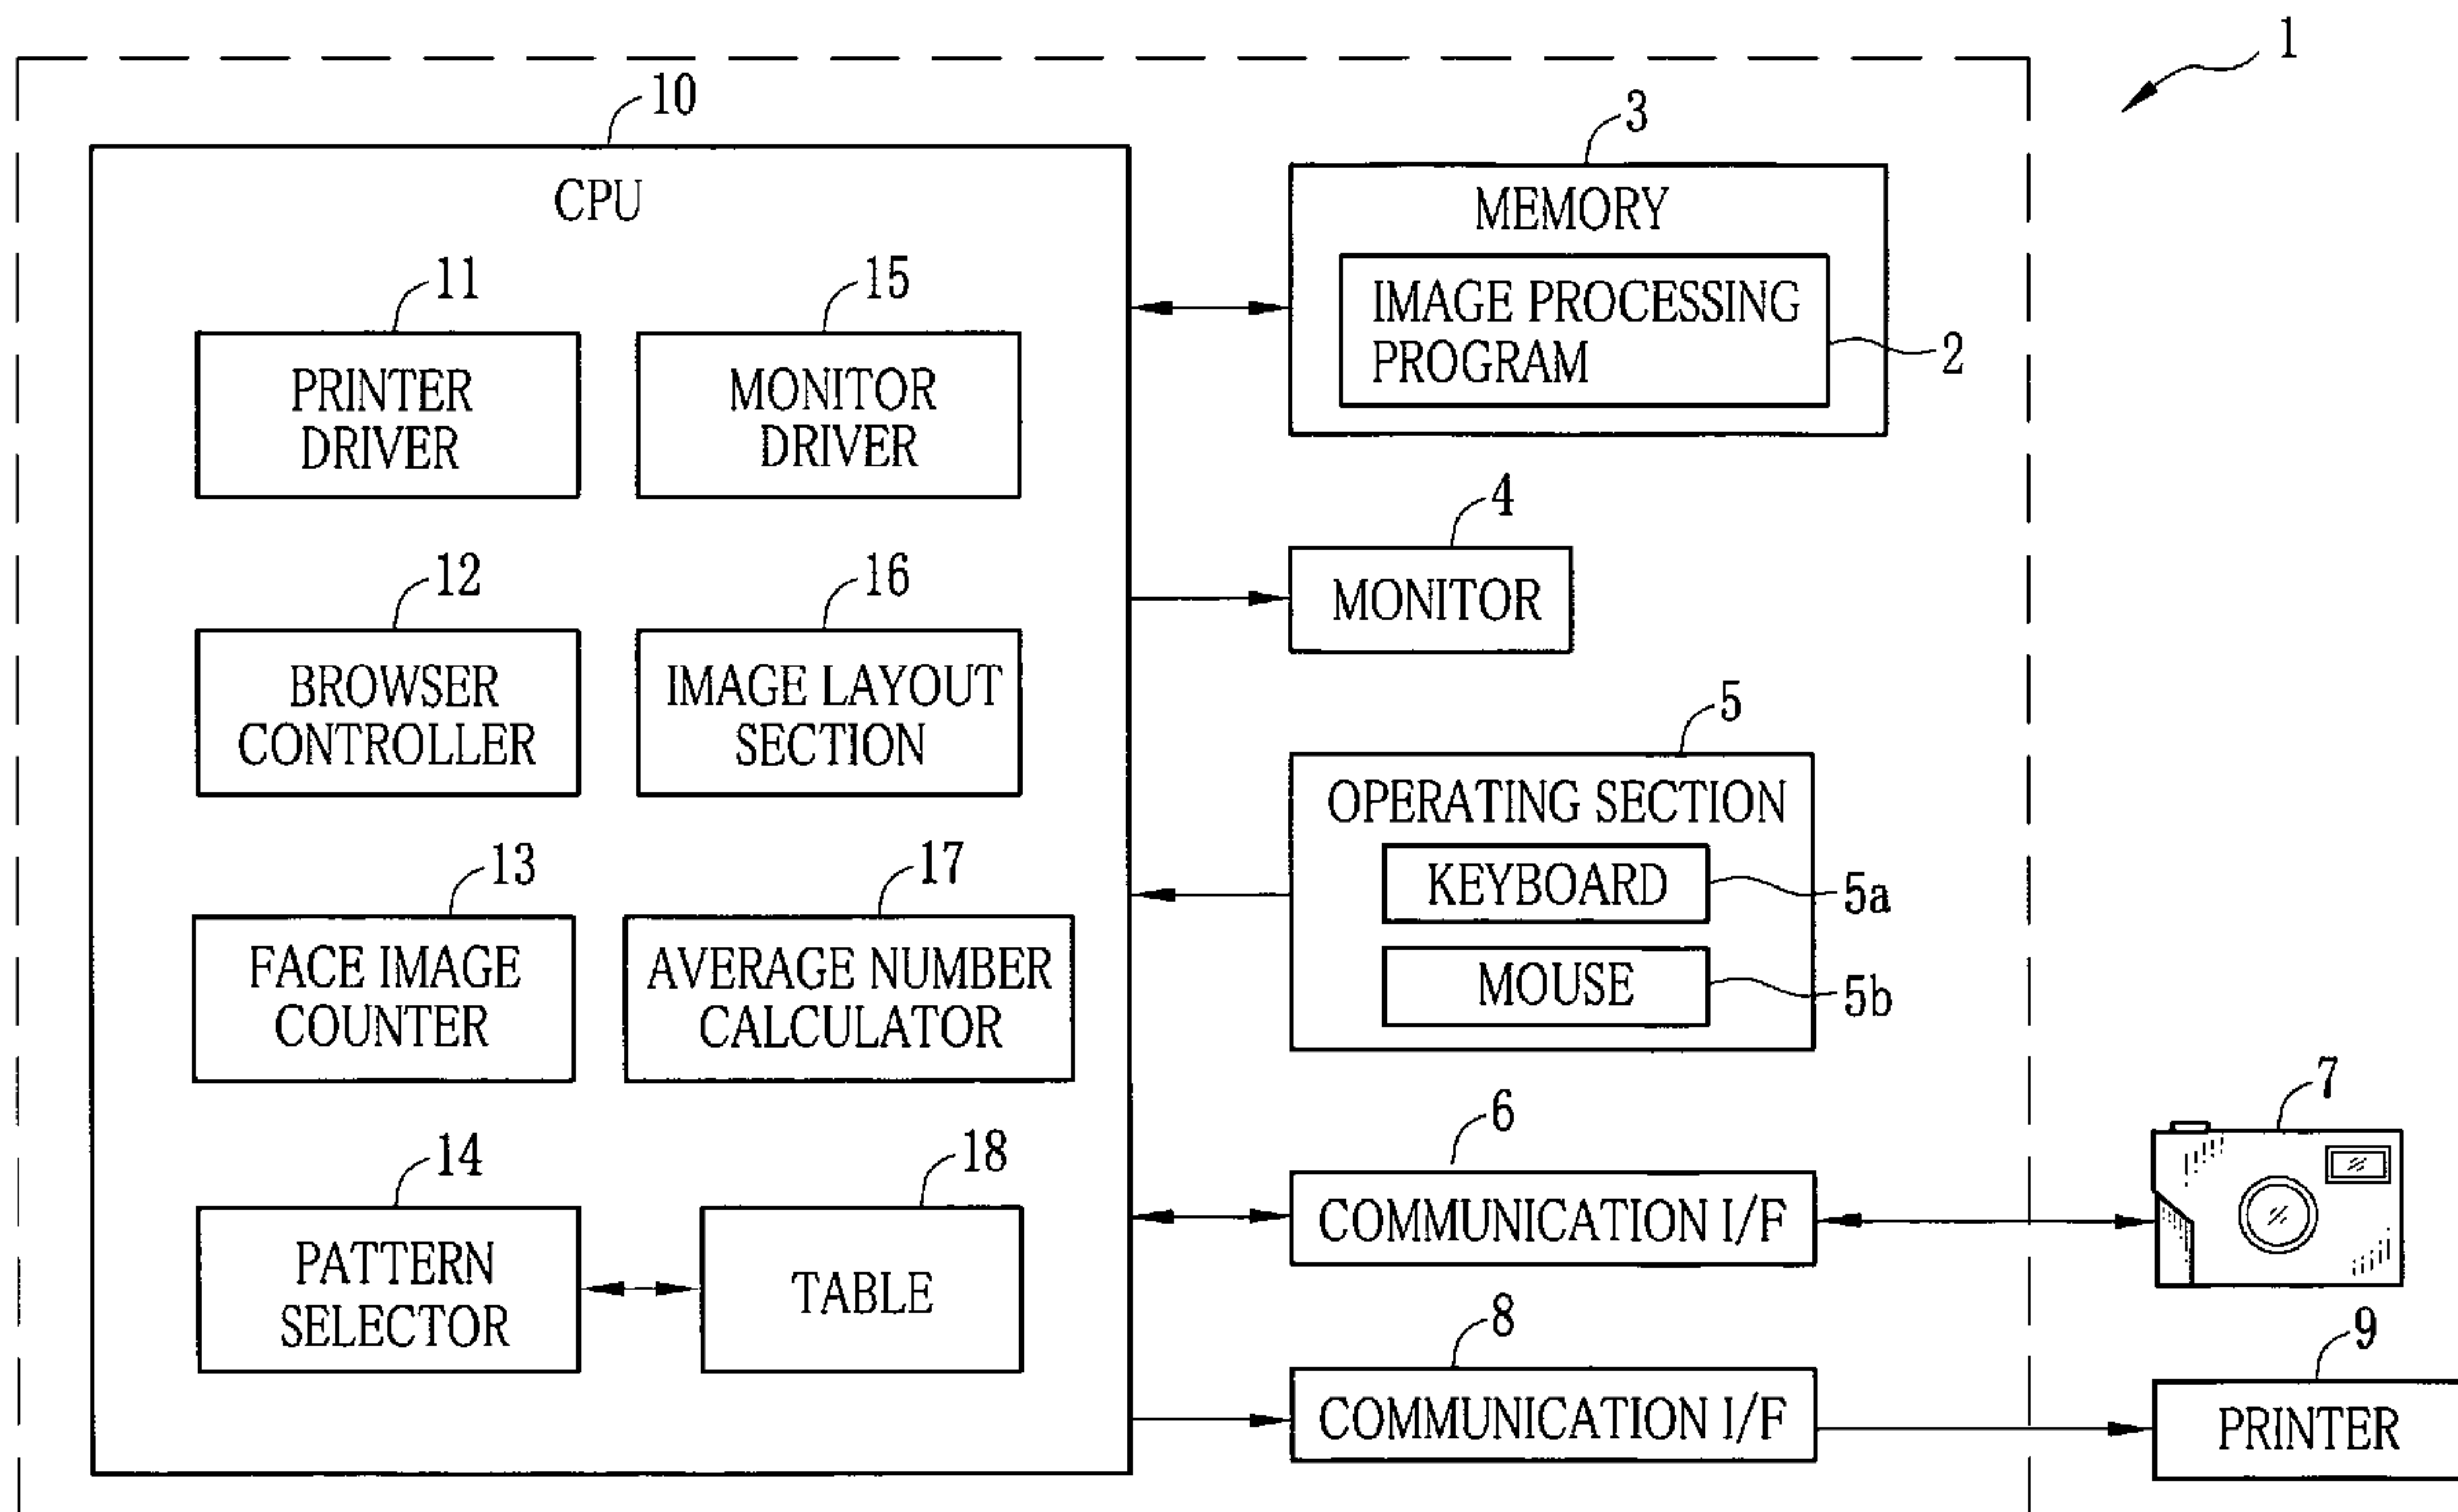 1
10
CPU
11
PRINTER
DRIVER
15
MONITOR
DRIVER
12
BROWSER
CONTROLLER
16
IMAGE LAYOUT
SECTION
13
FACE IMAGE
COUNTER
17
AVERAGE NUMBER
CALCULATOR
14
PATTERN
SELECTOR
18
TABLE
3
MEMORY
IMAGE PROCESSING
PROGRAM
2
4
MONITOR
5
OPERATING SECTION
KEYBOARD
5a
MOUSE
5b
6
COMMUNICATION I/F
7
8
COMMUNICATION I/F
9
PRINTER